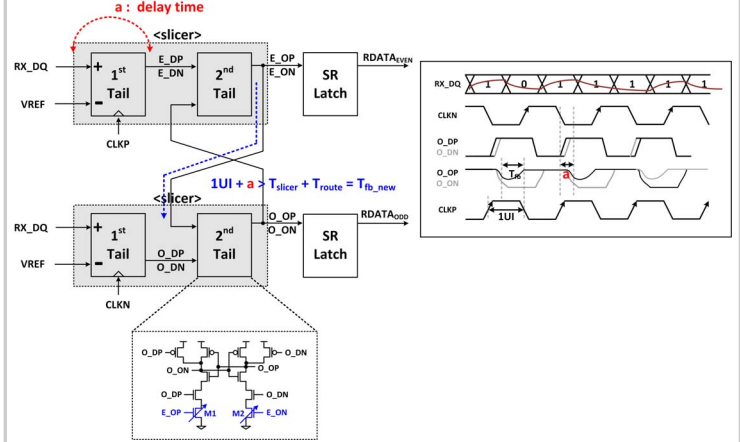 a : delay time
<slicer>
RX_DQ
+
1st
Tail
E_DP
E_DN
2nd
Tail
E_OP
E_ON
SR
Latch
RDATAEVEN
VREF
-
CLKP
1UI + a > Tslicer + Troute = Tfb_new
<slicer>
RX_DQ
+
1st
Tail
O_DP
O_DN
2nd
Tail
O_OP
O_ON
SR
Latch
RDATAODD
VREF
-
CLKN
O_DP
O_DN
O_ON
O_OP
O_DP
O_DN
E_OP
M1
M2
E_ON
RX_DQ
1 0 1 1 1 1 1
CLKN
O_DP
O_DN
O_OP
O_ON
Tfb
a
CLKP
1UI